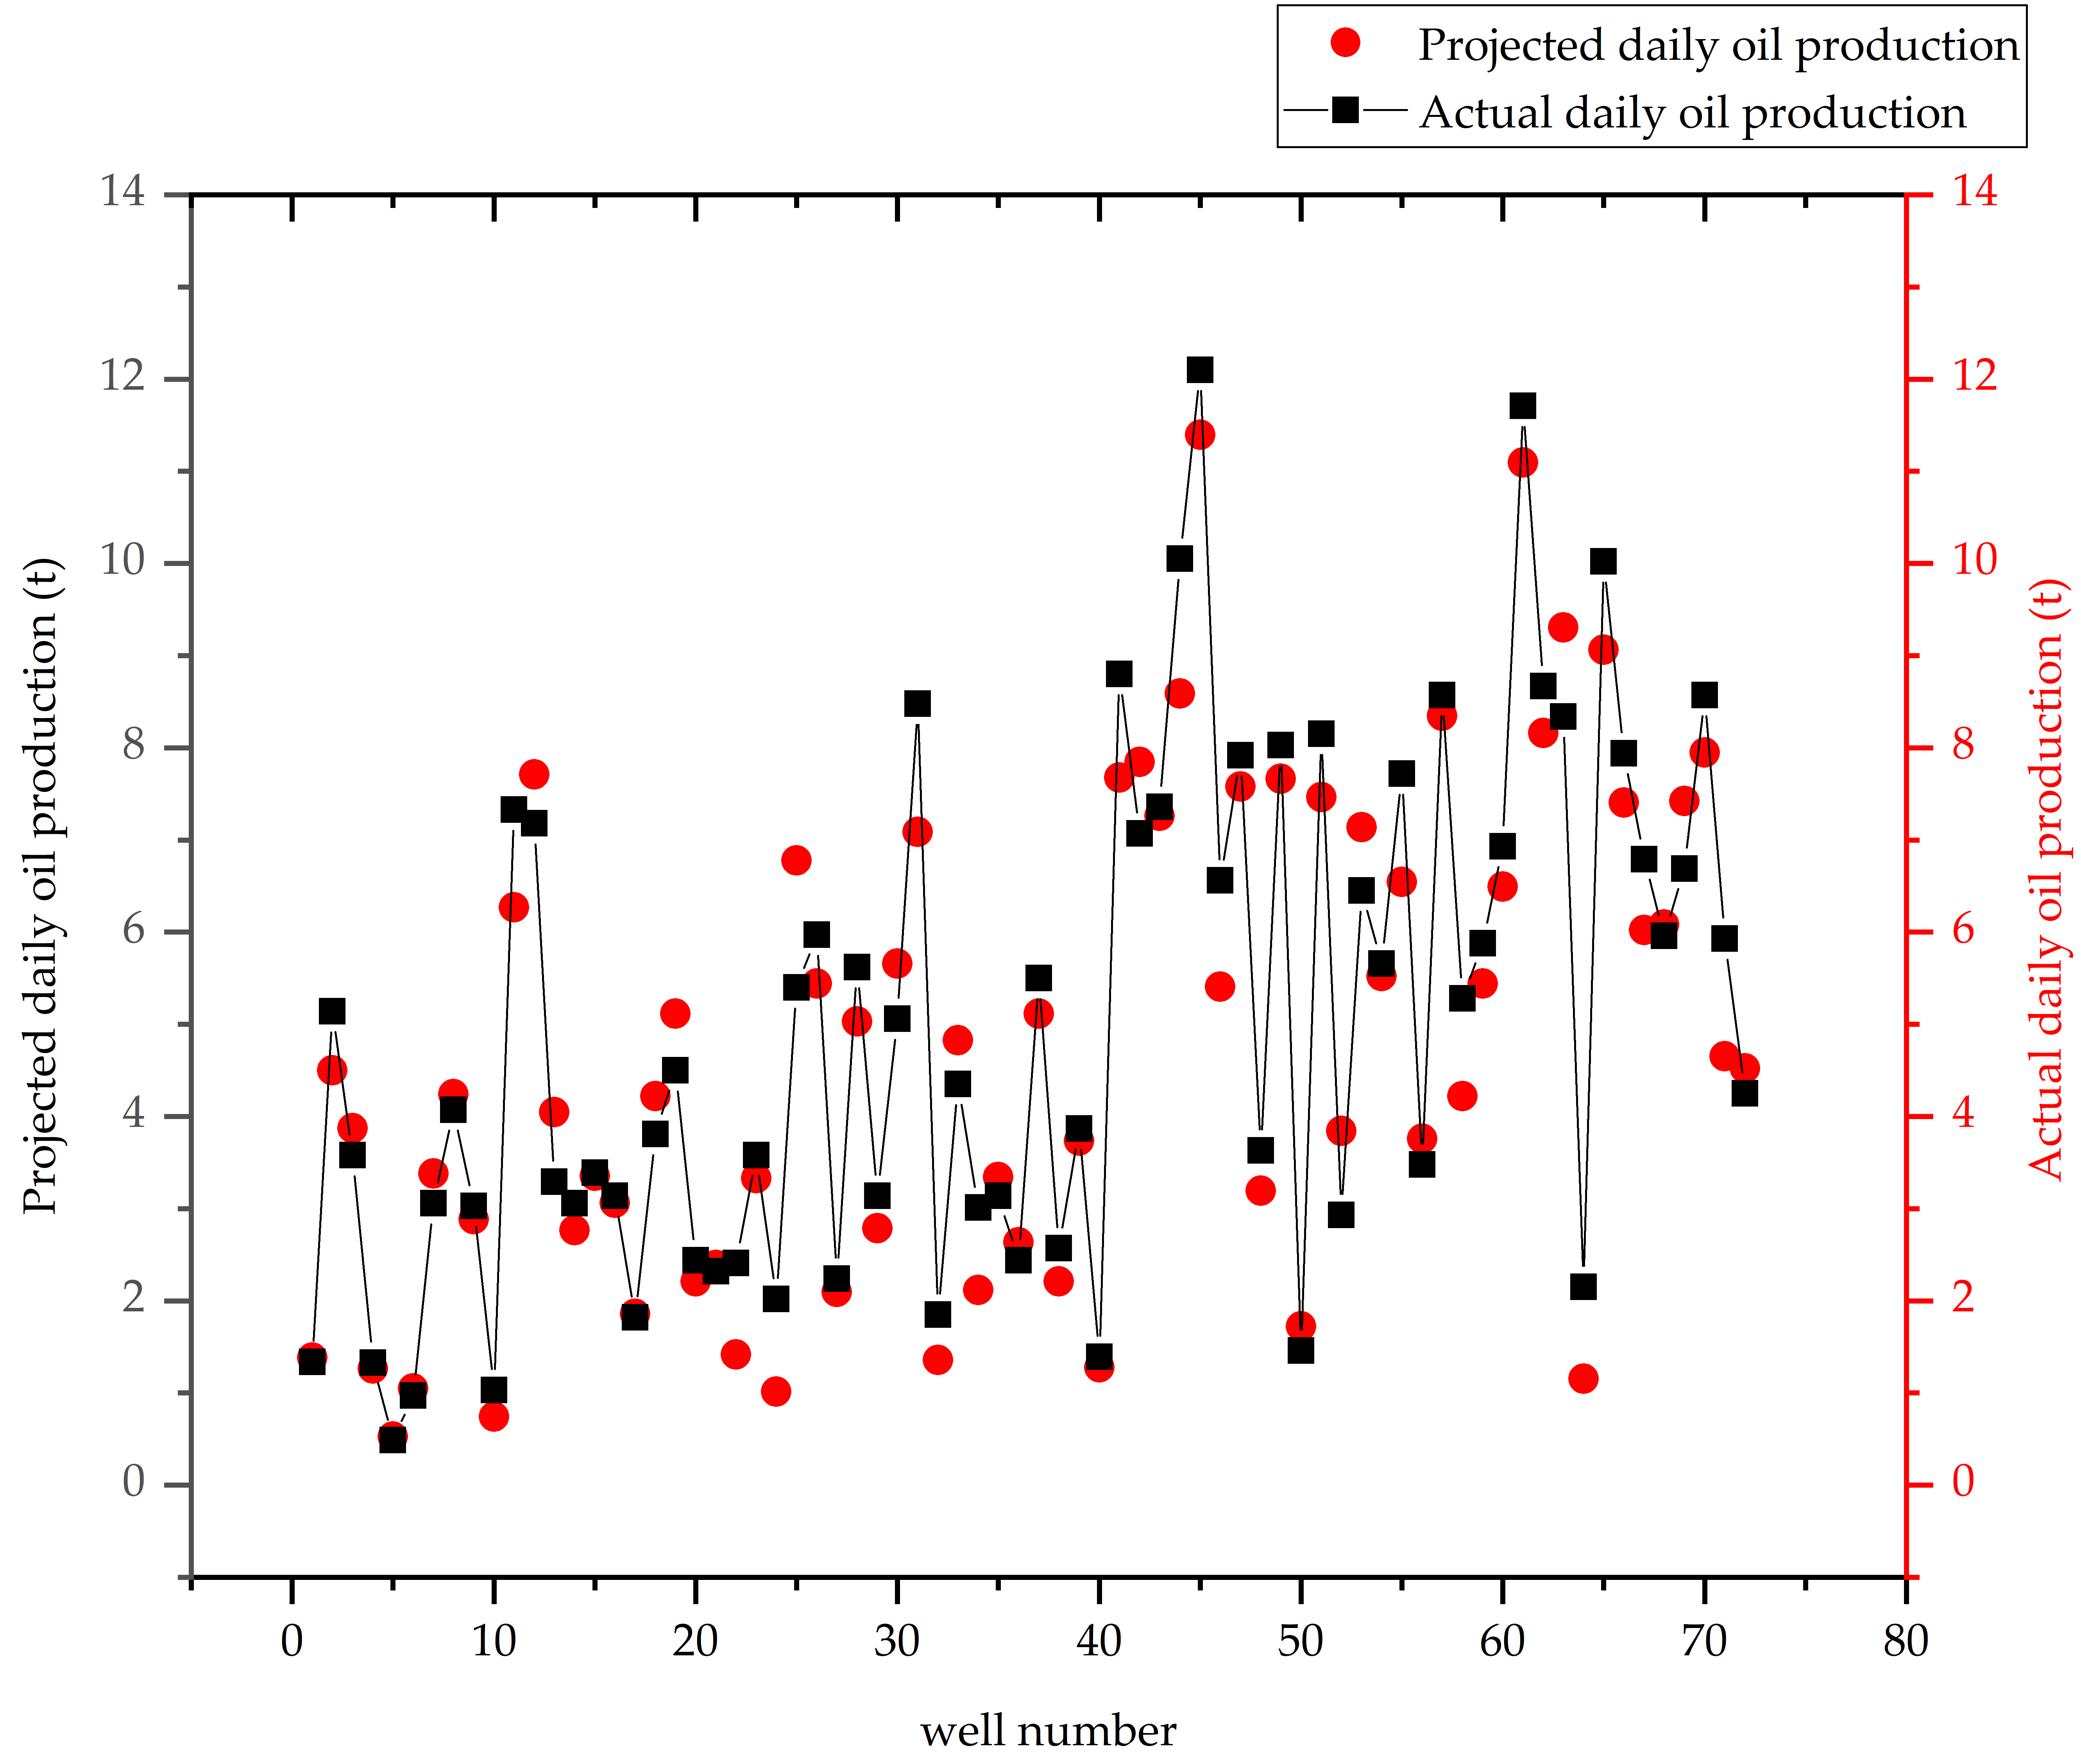 Projected daily oil production
Actual daily oil production
Projected daily oil production (t)
14
12
10
8
6
4
2
0
14
12
10
8
6
4
2
0
Actual daily oil production (t)
0 10 20 30 40 50 60 70 80
well number